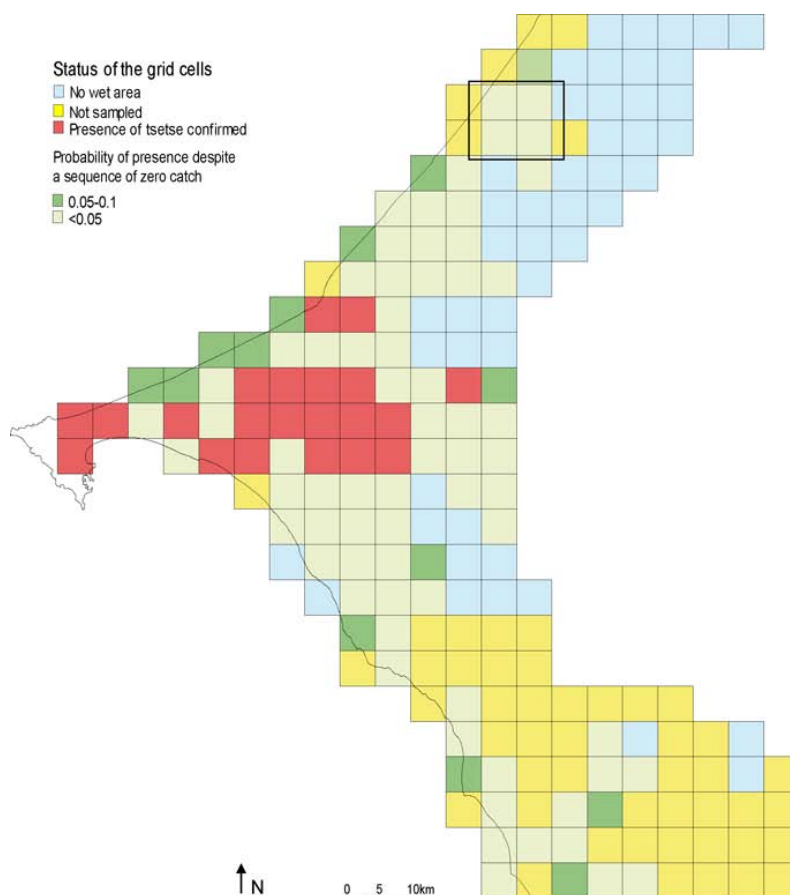 Status of the grid cells
No wet area
Not sampled
Presence of tsetse confirmed
Probability of presence despite
a sequence of zero catch
0.05-0.1
<0.05
N
0 5 10km